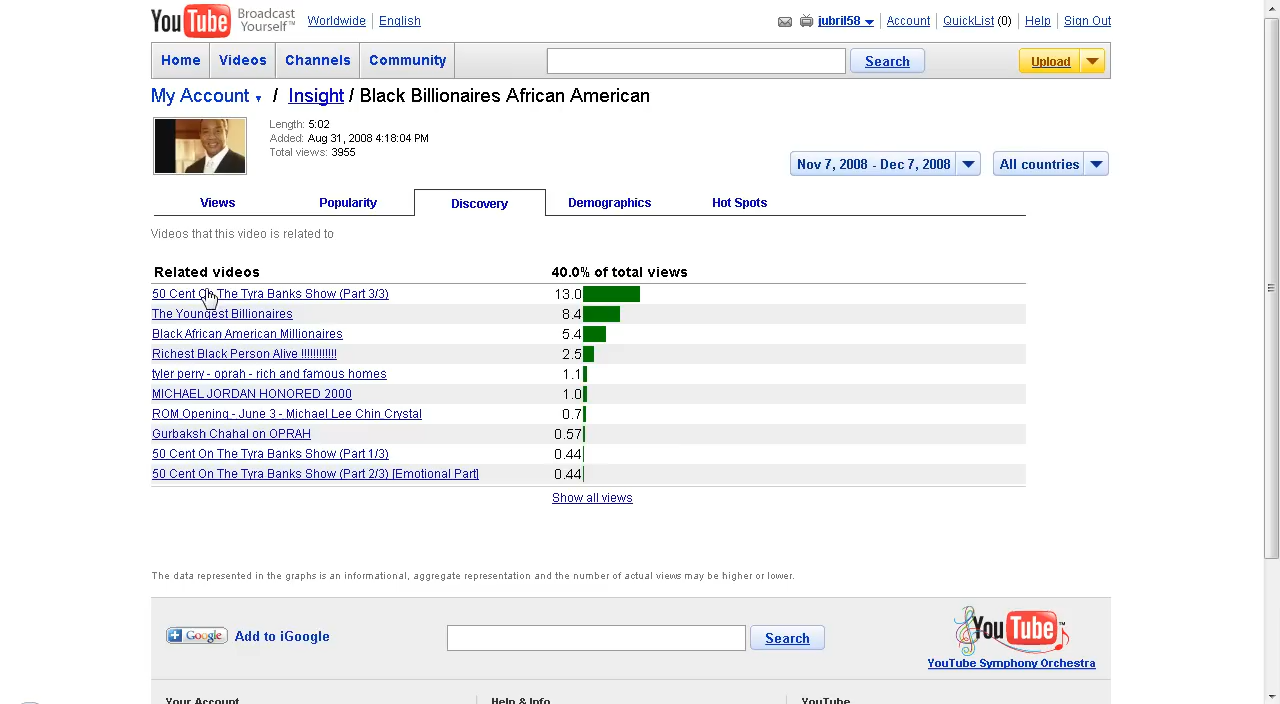 YouTube Broadcast Yourself™ Worldwide English jubril58 Account QuickList (0) Help Sign Out
Home Videos Channels Community Search Upload
My Account / Insight / Black Billionaires African American
Length: 5:02
Added: Aug 31, 2008 4:18:04 PM
Total views: 3955
Nov 7, 2008 - Dec 7, 2008 All countries
Views Popularity Discovery Demographics Hot Spots
Videos that this video is related to
Related videos 40.0% of total views
50 Cent On The Tyra Banks Show (Part 3/3) 13.0
The Youngest Billionaires 8.4
Black African American Millionaires 5.4
Richest Black Person Alive !!!!!!!!!!!! 2.5
tyler perry - oprah - rich and famous homes 1.1
MICHAEL JORDAN HONORED 2000 1.0
ROM Opening - June 3 - Michael Lee Chin Crystal 0.7
Gurbaksh Chahal on OPRAH 0.57
50 Cent On The Tyra Banks Show (Part 1/3) 0.44
50 Cent On The Tyra Banks Show (Part 2/3) [Emotional Part] 0.44
Show all views
The data represented in the graphs is an informational, aggregate representation and the number of actual views may be higher or lower.
Google Add to iGoogle Search YouTube™
YouTube Symphony Orchestra
Your Account Help & Info YouTube